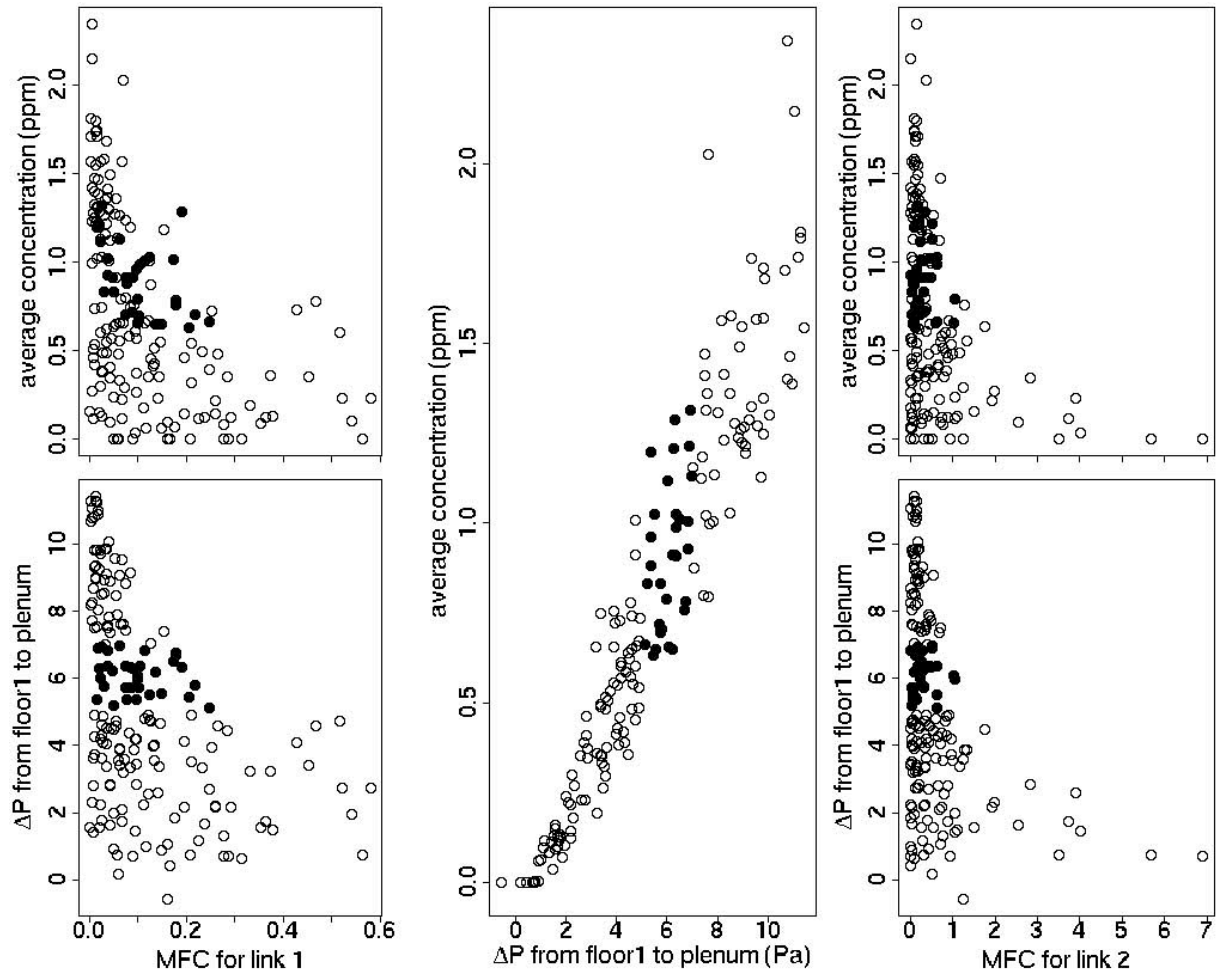 average concentration (ppm)
0.0 0.5 1.0 1.5 2.0
ΔP from floor1 to plenum
0 2 4 6 8 10
0.0 0.2 0.4 0.6
MFC for link 1
average concentration (ppm)
0.0 0.5 1.0 1.5 2.0
0 2 4 6 8 10
ΔP from floor1 to plenum (Pa)
average concentration (ppm)
0.0 0.5 1.0 1.5 2.0
ΔP from floor1 to plenum
0 2 4 6 8 10
0 1 2 3 4 5 6 7
MFC for link 2